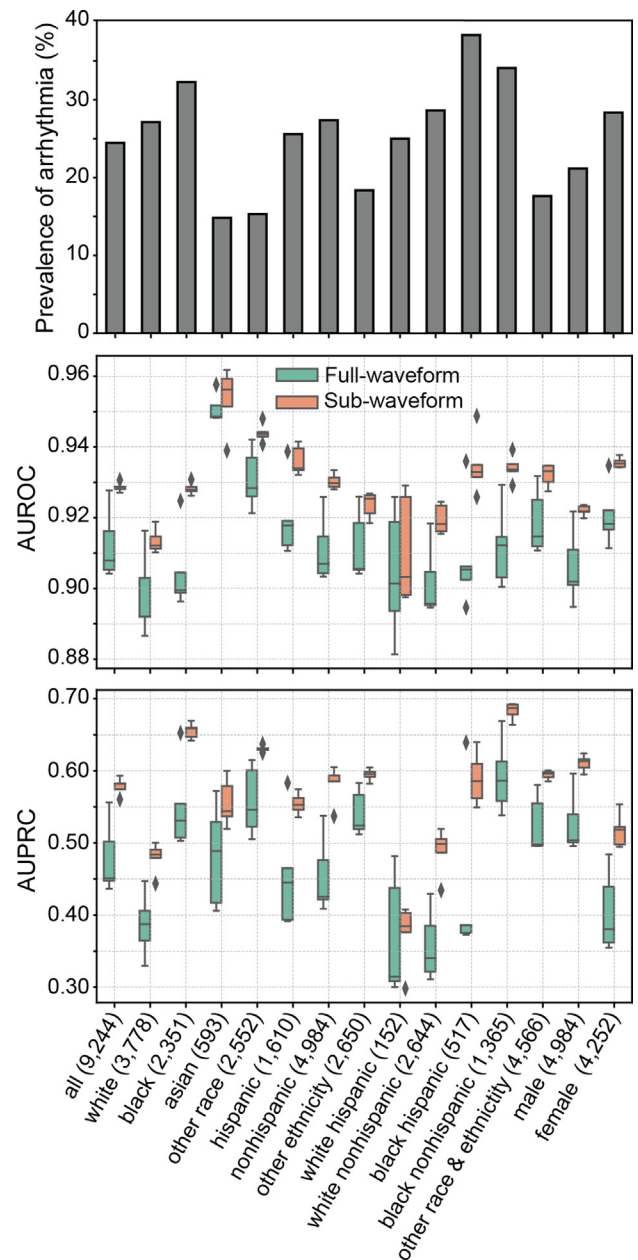 Prevalence of arrhythmia (%)
40
30
20
10
0
AUROC
0.96
0.94
0.92
0.90
0.88
Full-waveform
Sub-waveform
AUPRC
0.70
0.60
0.50
0.40
0.30
all (9,244)
white (3,778)
black (2,351)
asian (593)
other race (2,552)
hispanic (1,610)
nonhispanic (4,984)
other ethnicity (2,650)
white hispanic (152)
white nonhispanic (2,644)
black hispanic (517)
black nonhispanic (1,365)
other race & ethnictity (4,566)
male (4,984)
female (4,252)